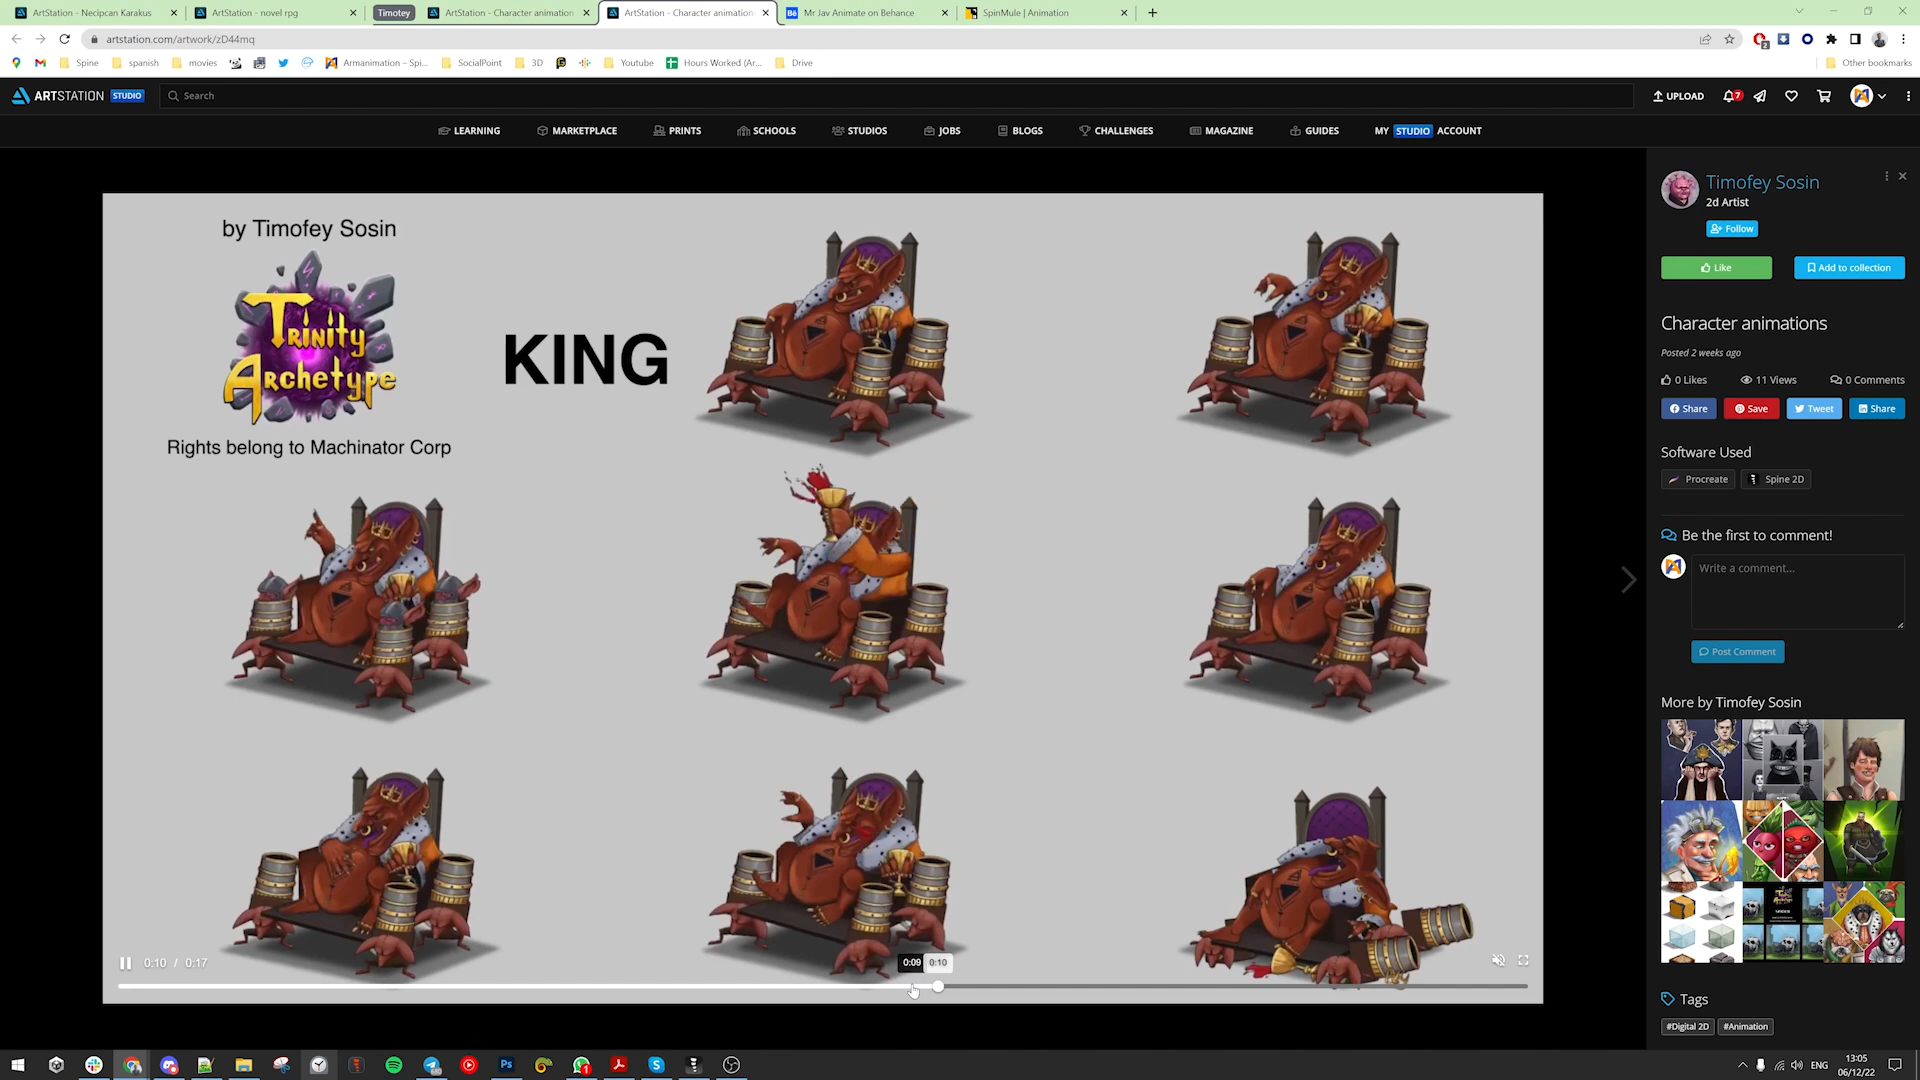 ArtStation - Necipcan Karakus
ArtStation - novel rpg
Timotey
ArtStation - Character animation
ArtStation - Character animation
Mr Jav Animate on Behance
SpinMule | Animation
artstation.com/artwork/zD44mq
Spine
spanish
movies
Armanimation – Spi...
SocialPoint
3D
Youtube
Hours Worked (Ar...
Drive
Other bookmarks
ARTSTATION STUDIO
Search
UPLOAD
7
LEARNING
MARKETPLACE
PRINTS
SCHOOLS
STUDIOS
JOBS
BLOGS
CHALLENGES
MAGAZINE
GUIDES
MY STUDIO ACCOUNT
by Timofey Sosin
Trinity
Archetype
Rights belong to Machinator Corp
KING
0:10 / 0:17
0:09
0:10
Timofey Sosin
2d Artist
Follow
Like
Add to collection
Character animations
Posted 2 weeks ago
0 Likes
11 Views
0 Comments
Share
Save
Tweet
Share
Software Used
Procreate
Spine 2D
Be the first to comment!
Write a comment...
Post Comment
More by Timofey Sosin
Tags
#Digital 2D
#Animation
Ps
ENG
13:05
06/12/22